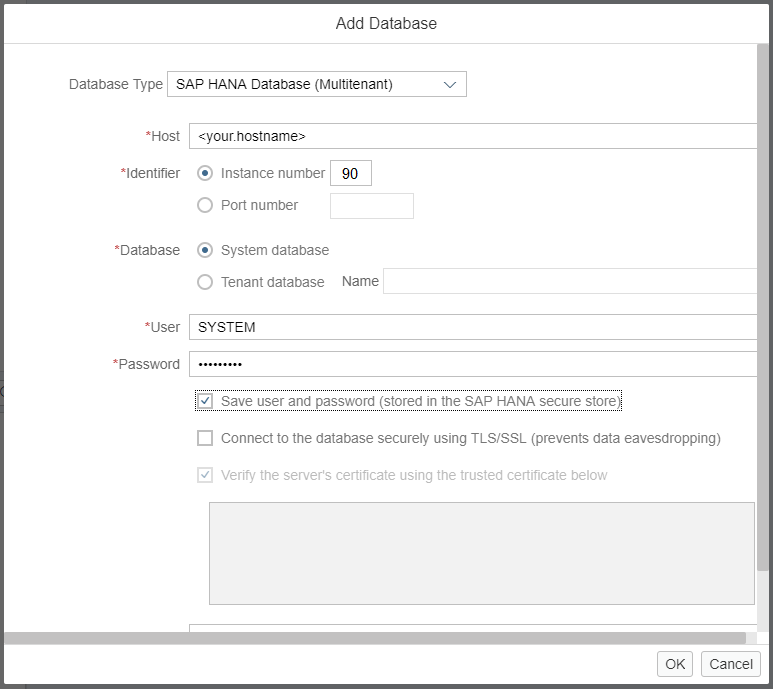 Add Database
Database Type SAP HANA Database (Multitenant)
*Host <your.hostname>
*Identifier Instance number 90
Port number
*Database System database
Tenant database Name
*User SYSTEM
*Password •••••••••
Save user and password (stored in the SAP HANA secure store)
Connect to the database securely using TLS/SSL (prevents data eavesdropping)
Verify the server's certificate using the trusted certificate below
OK Cancel